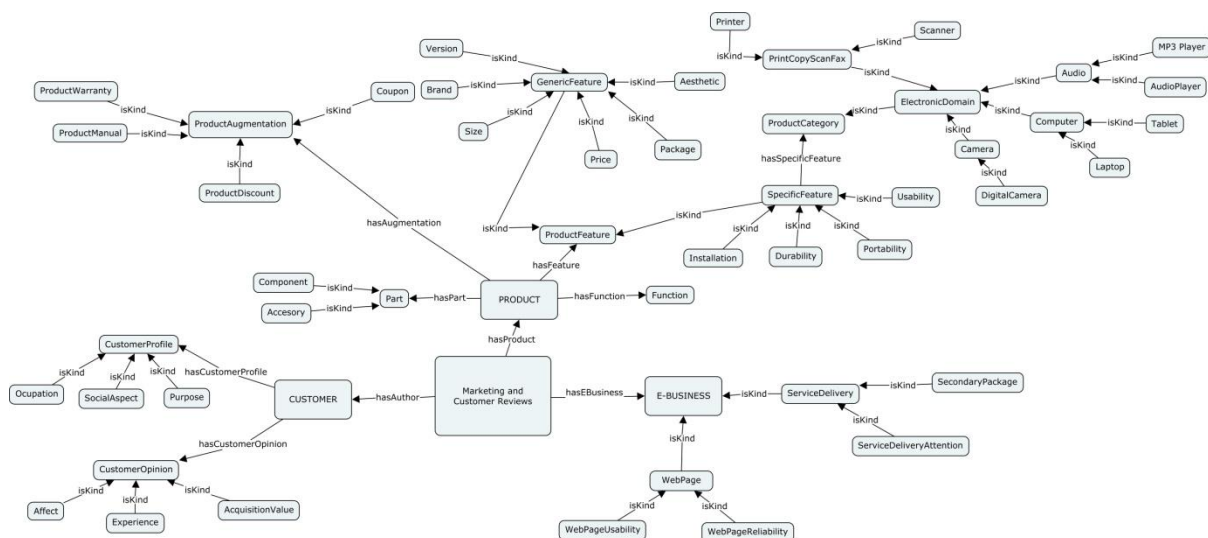 Printer
Scanner
isKind
isKind
PrintCopyScanFax
MP3 Player
isKind
Audio
isKind
AudioPlayer
isKind
isKind
Version
isKind
GenericFeature
isKind
Aesthetic
Brand
isKind
isKind
Size
isKind
Price
isKind
Package
isKind
ProductWarranty
isKind
Coupon
isKind
ProductManual
isKind
ProductAugmentation
isKind
ProductDiscount
ElectronicDomain
isKind
ProductCategory
isKind
Computer
isKind
Tablet
isKind
Laptop
isKind
Camera
isKind
DigitalCamera
hasSpecificFeature
SpecificFeature
isKind
Usability
isKind
isKind
Installation
isKind
Durability
isKind
Portability
ProductFeature
hasAugmentation
hasFeature
Component
isKind
Accesory
isKind
Part
hasPart
PRODUCT
hasFunction
Function
hasProduct
CustomerProfile
hasCustomerProfile
isKind
isKind
isKind
Ocupation
SocialAspect
Purpose
CUSTOMER
hasAuthor
Marketing and
Customer Reviews
hasEBusiness
E-BUSINESS
isKind
ServiceDelivery
isKind
SecondaryPackage
isKind
ServiceDeliveryAttention
hasCustomerOpinion
CustomerOpinion
isKind
isKind
isKind
Affect
Experience
AcquisitionValue
isKind
WebPage
isKind
isKind
WebPageUsability
WebPageReliability